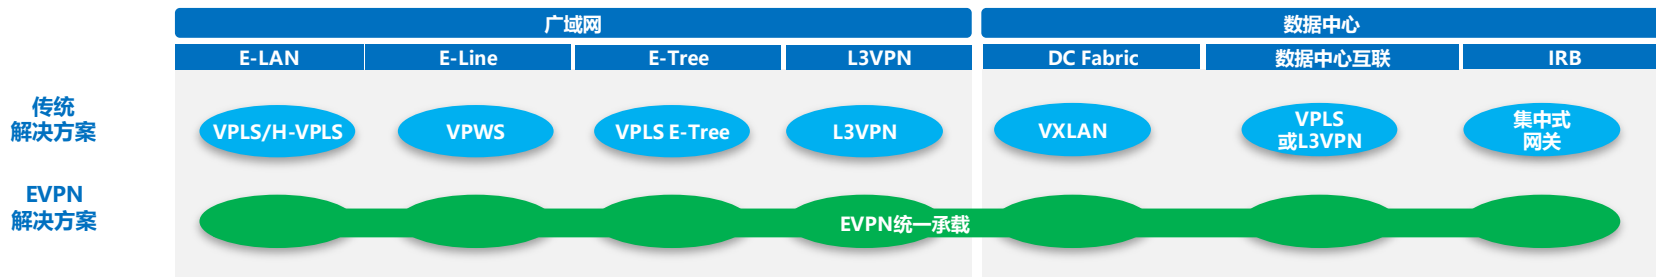 广域网
数据中心
E-LAN
E-Line
E-Tree
L3VPN
DC Fabric
数据中心互联
IRB
传统
解决方案
VPLS/H-VPLS
VPWS
VPLS E-Tree
L3VPN
VXLAN
VPLS
或L3VPN
集中式
网关
EVPN
解决方案
EVPN统一承载